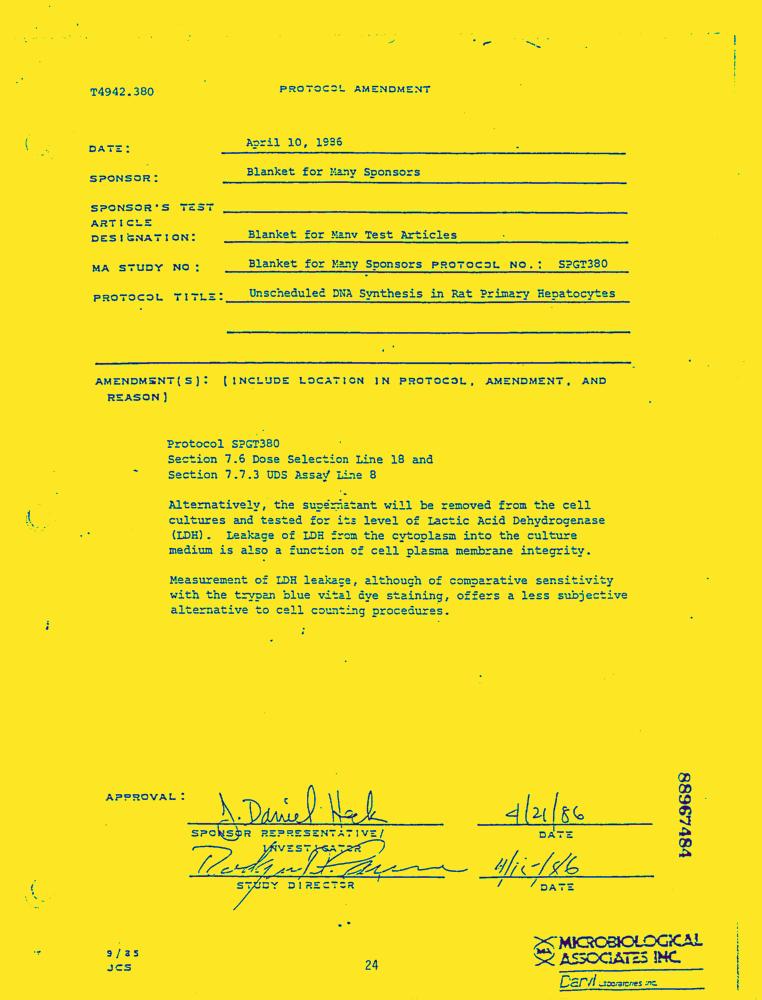 T4942.380
PROTOCOL AMENDMENT
DATE: April 10, 1986
SPONSOR: Blanket for Many Sponsors
SPONSOR'S TEST
ARTICLE
DESIGNATION: Blanket for Many Test Articles
MA STUDY NO: Blanket for Many Sponsors PROTOCOL NO.: SPGT380
PROTOCOL TITLE: Unscheduled DNA Synthesis in Rat Primary Hepatocytes
AMENDMENT(S): (INCLUDE LOCATION IN PROTOCOL, AMENDMENT, AND
REASON)
Protocol SPGT380
Section 7.6 Dose Selection Line 18 and
Section 7.7.3 UDS Assay Line 8
Alternatively, the supernatant will be removed from the cell
cultures and tested for its level of Lactic Acid Dehydrogenase
(LDH). Leakage of LDH from the cytoplasm into the culture
medium is also a function of cell plasma membrane integrity.
Measurement of LDH leakage, although of comparative sensitivity
with the trypan blue vital dye staining, offers a less subjective
alternative to cell counting procedures.
APPROVAL: J. Daniel Heck 4/21/86
SPONSOR REPRESENTATIVE/ DATE
INVESTIGATOR
STUDY DIRECTOR DATE
88967484
9/85
JCS
24
MA MICROBIOLOGICAL
ASSOCIATES INC.
Daryl Laboratories Inc.